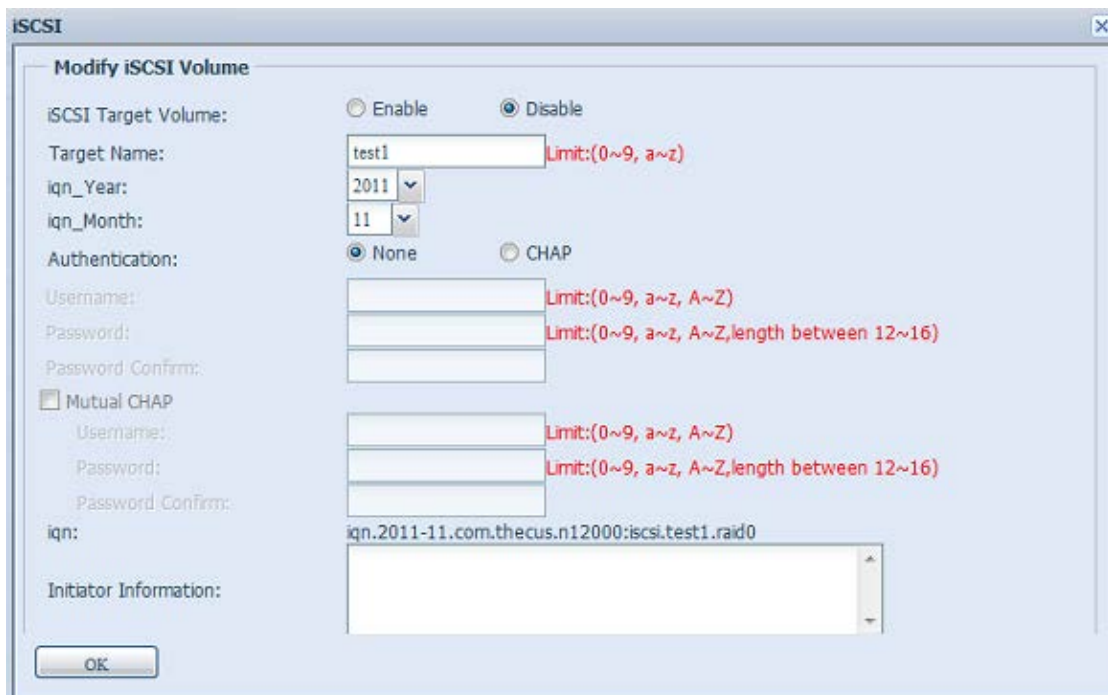 iSCSI
Modify iSCSI Volume
iSCSI Target Volume: Enable Disable
Target Name: test1 Limit:(0~9, a~z)
iqn_Year: 2011
iqn_Month: 11
Authentication: None CHAP
Username: Limit:(0~9, a~z, A~Z)
Password: Limit:(0~9, a~z, A~Z,length between 12~16)
Password Confirm:
Mutual CHAP
Username: Limit:(0~9, a~z, A~Z)
Password: Limit:(0~9, a~z, A~Z,length between 12~16)
Password Confirm:
iqn: iqn.2011-11.com.thecus.n12000:iscsi.test1.raid0
Initiator Information:
OK